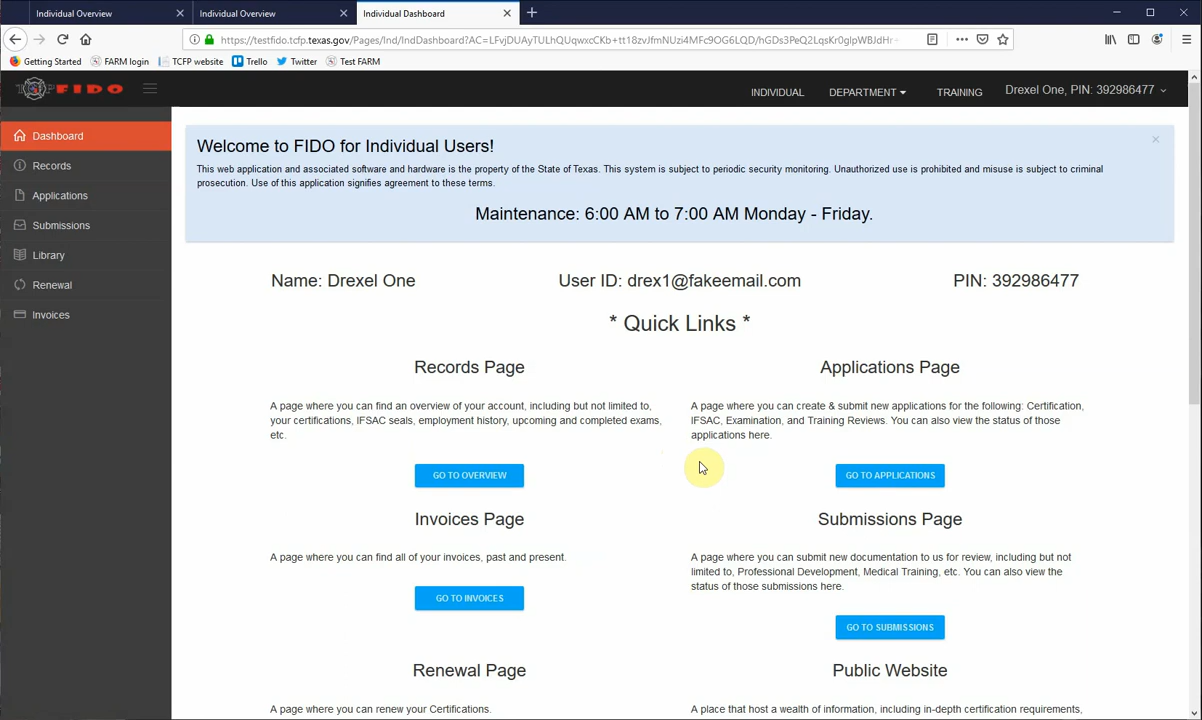 Individual Overview
Individual Overview
Individual Dashboard
https://testfido.tcfp.texas.gov/Pages/Ind/IndDashboard?AC=LFvjDUAyTULhQUqwxcCKb+tt18zvJfmNUzi4MFc9OG6LQD/hGDs3PeQ2LqsKr0glpWBJdHr
Getting Started
FARM login
TCFP website
Trello
Twitter
Test FARM
FIDO
INDIVIDUAL
DEPARTMENT
TRAINING
Drexel One, PIN: 392986477
Dashboard
Records
Applications
Submissions
Library
Renewal
Invoices
Welcome to FIDO for Individual Users!
This web application and associated software and hardware is the property of the State of Texas. This system is subject to periodic security monitoring. Unauthorized use is prohibited and misuse is subject to criminal
prosecution. Use of this application signifies agreement to these terms.
Maintenance: 6:00 AM to 7:00 AM Monday - Friday.
Name: Drexel One
User ID: drex1@fakeemail.com
PIN: 392986477
* Quick Links *
Records Page
A page where you can find an overview of your account, including but not limited to,
your certifications, IFSAC seals, employment history, upcoming and completed exams,
etc.
GO TO OVERVIEW
Applications Page
A page where you can create & submit new applications for the following: Certification,
IFSAC, Examination, and Training Reviews. You can also view the status of those
applications here.
GO TO APPLICATIONS
Invoices Page
A page where you can find all of your invoices, past and present.
GO TO INVOICES
Submissions Page
A page where you can submit new documentation to us for review, including but not
limited to, Professional Development, Medical Training, etc. You can also view the
status of those submissions here.
GO TO SUBMISSIONS
Renewal Page
A page where you can renew your Certifications.
Public Website
A place that host a wealth of information, including in-depth certification requirements,